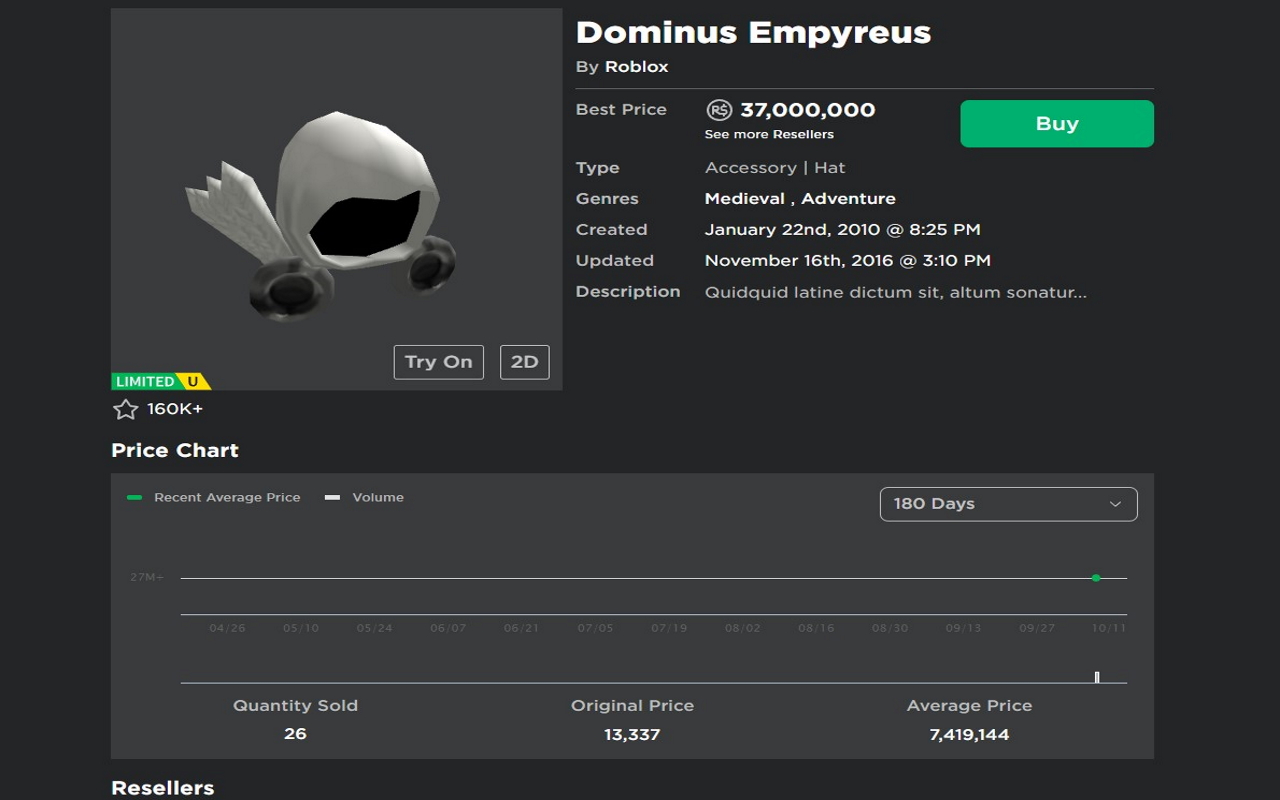 Dominus Empyreus
By Roblox
Best Price R$ 37,000,000
See more Resellers
Buy
Type Accessory | Hat
Genres Medieval , Adventure
Created January 22nd, 2010 @ 8:25 PM
Updated November 16th, 2016 @ 3:10 PM
Description Quidquid latine dictum sit, altum sonatur...
Try On 2D
LIMITED U
160K+
Price Chart
Recent Average Price Volume
180 Days
27M+
04/26 05/10 05/24 06/07 06/21 07/05 07/19 08/02 08/16 08/30 09/13 09/27 10/11
Quantity Sold Original Price Average Price
26 13,337 7,419,144
Resellers